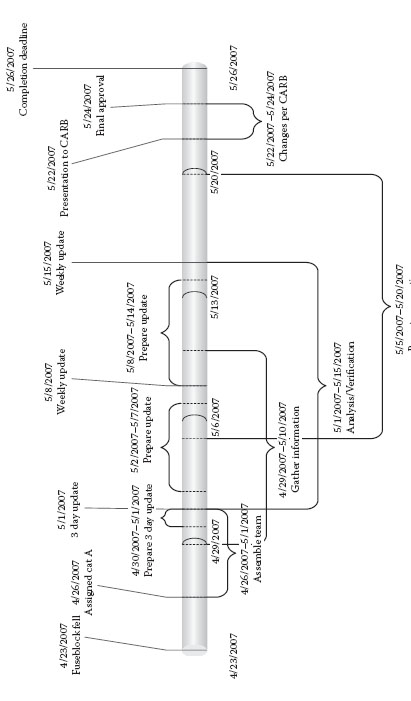 4/23/2007
Fuseblock fell
4/26/2007
Assigned cat A
5/1/2007
3 day update
5/8/2007
Weekly update
5/15/2007
Weekly update
5/22/2007
Presentation to CARB
5/24/2007
Final approval
5/26/2007
Completion deadline
4/30/2007–5/1/2007
Prepare 3 day update
5/2/2007–5/7/2007
Prepare update
5/8/2007–5/14/2007
Prepare update
4/23/2007
4/29/2007
5/6/2007
5/13/2007
5/20/2007
5/26/2007
4/26/2007–5/1/2007
Assemble team
4/29/2007–5/10/2007
Gather information
5/1/2007–5/15/2007
Analysis/Verification
5/22/2007–5/24/2007
Changes per CARB
5/5/2007–5/20/2007